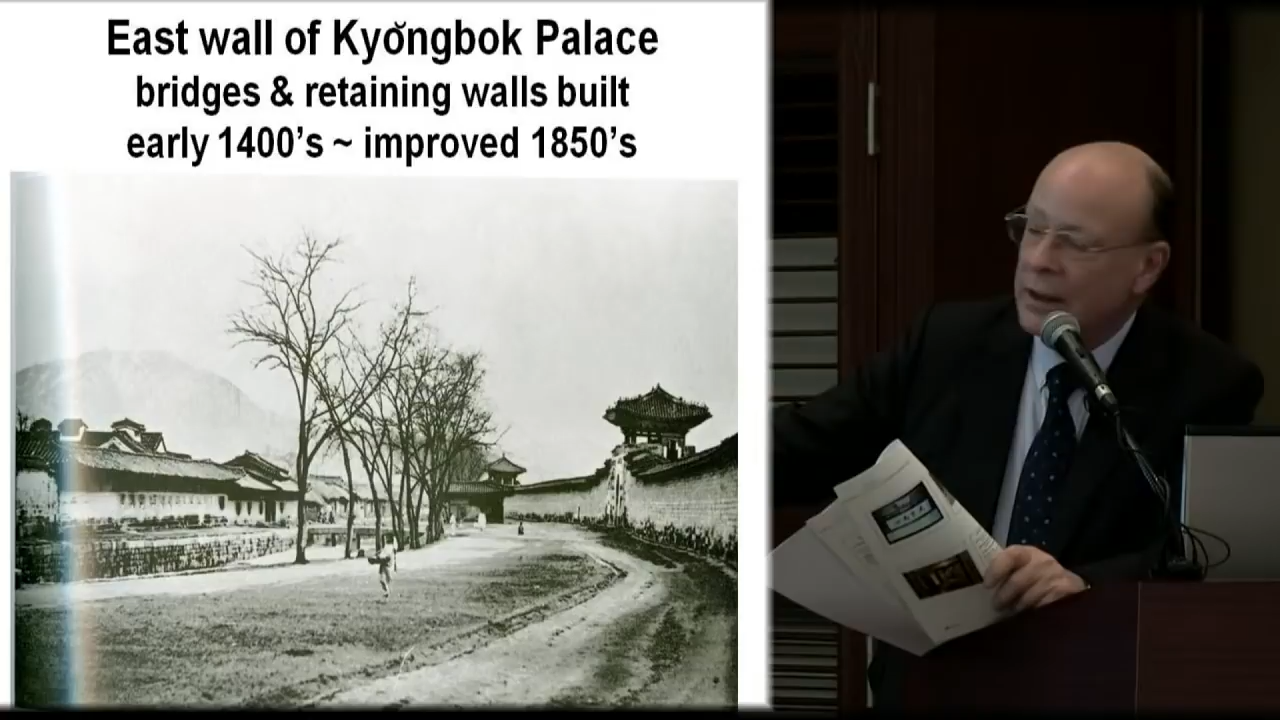 East wall of Kyŏngbok Palace
bridges & retaining walls built
early 1400's ~ improved 1850's